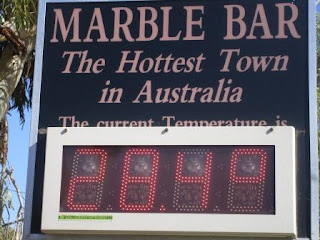 MARBLE BAR
The Hottest Town
in Australia
The current Temperature is